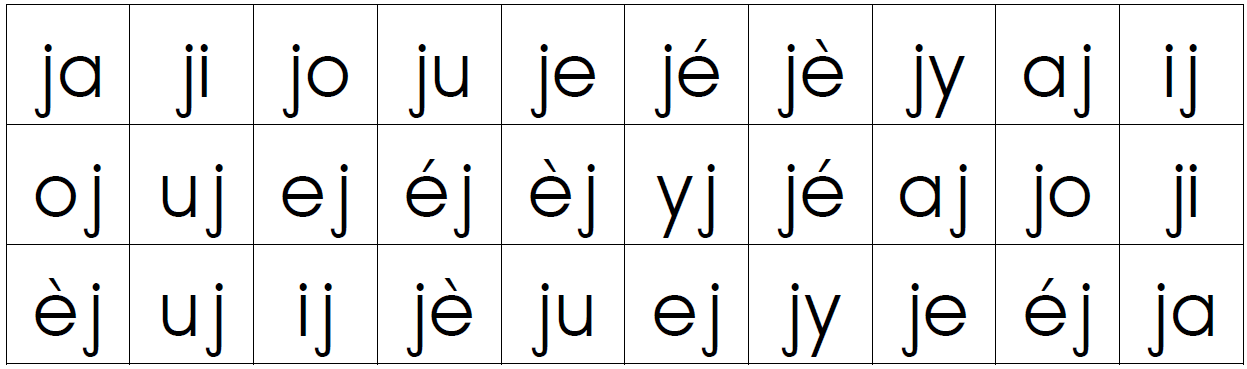 ja ji jo ju je jé jè jy aj ij
oj uj ej éj èj yj jé aj jo ji
èj uj ij jè ju ej jy je éj ja